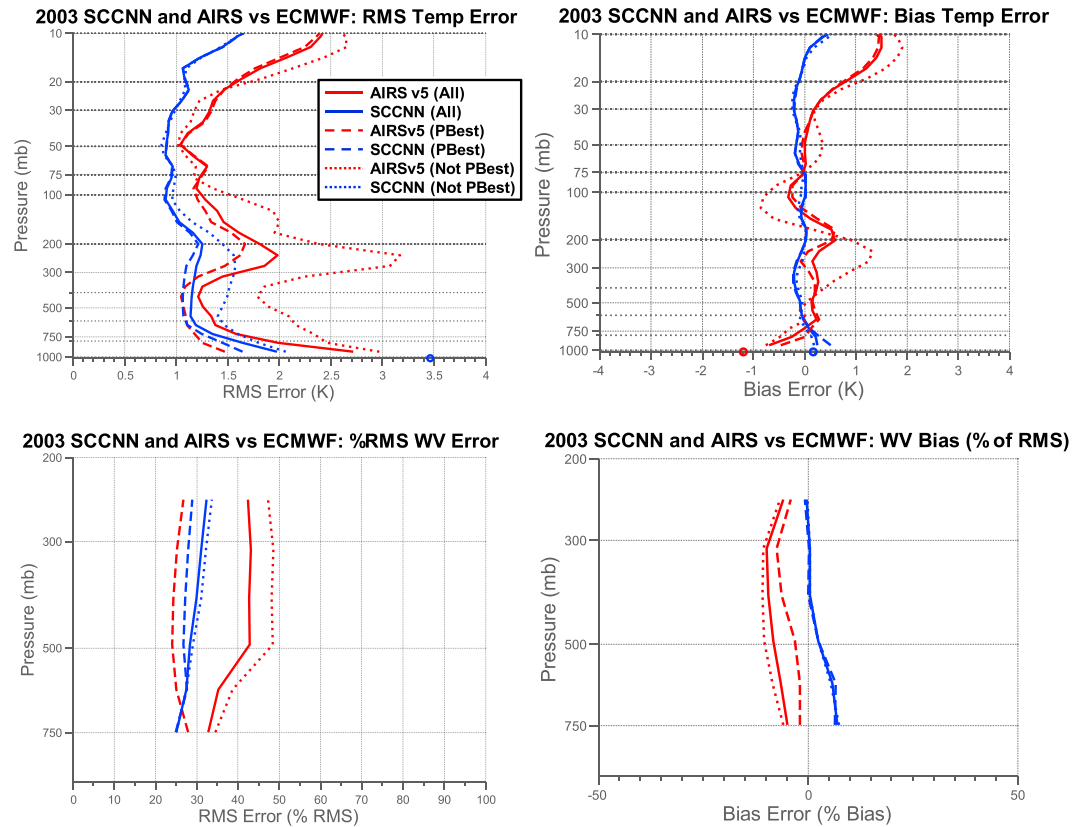 2003 SCCNN and AIRS vs ECMWF: RMS Temp Error
Pressure (mb)
10
20
30
50
75
100
200
300
500
750
1000
0 0.5 1 1.5 2 2.5 3 3.5 4
RMS Error (K)
AIRS v5 (All)
SCCNN (All)
AIRSv5 (PBest)
SCCNN (PBest)
AIRSv5 (Not PBest)
SCCNN (Not PBest)
2003 SCCNN and AIRS vs ECMWF: Bias Temp Error
Pressure (mb)
10
20
30
50
75
100
200
300
500
750
1000
-4 -3 -2 -1 0 1 2 3 4
Bias Error (K)
2003 SCCNN and AIRS vs ECMWF: %RMS WV Error
Pressure (mb)
200
300
500
750
0 10 20 30 40 50 60 70 80 90 100
RMS Error (% RMS)
2003 SCCNN and AIRS vs ECMWF: WV Bias (% of RMS)
Pressure (mb)
200
300
500
750
-50 0 50
Bias Error (% Bias)